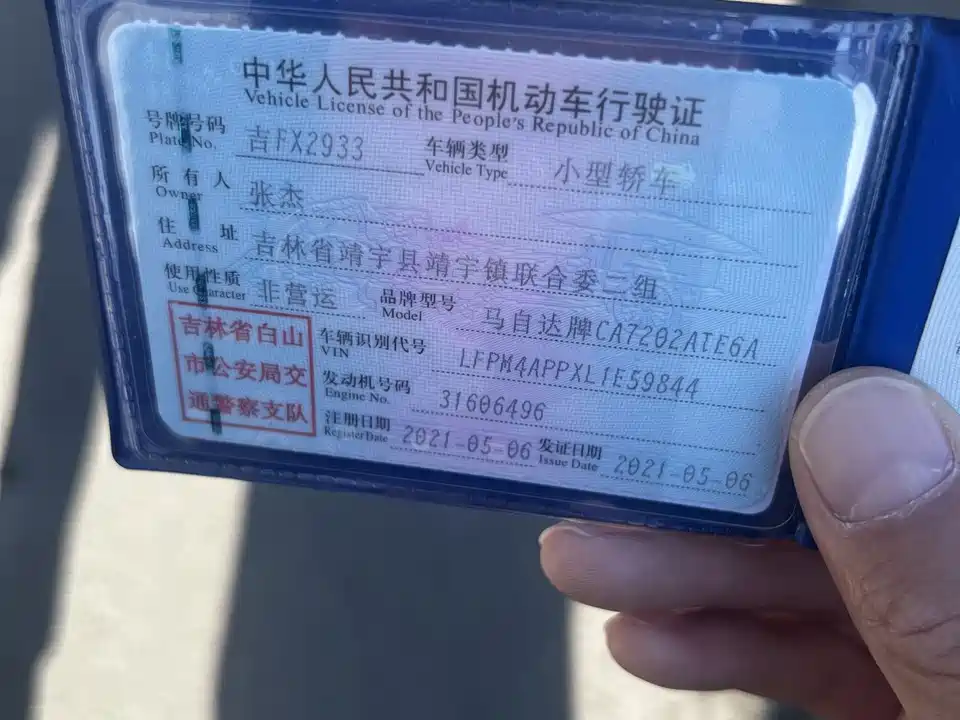 中华人民共和国机动车行驶证
Vehicle License of the People's Republic of China
号牌号码 吉FX2933 车辆类型 小型轿车
Plate No. Vehicle Type
所有人 张杰
Owner
住址 吉林省靖宇县靖宇镇联合委二组
Address
使用性质 非营运 品牌型号 马自达牌CA7202ATE6A
Use Character Model
吉林省白山
市公安局交
通警察支队
车辆识别代号 LFPM4APPXL1E59844
VIN
发动机号码 31606496
Engine No.
注册日期 2021-05-06 发证日期 2021-05-06
Register Date Issue Date